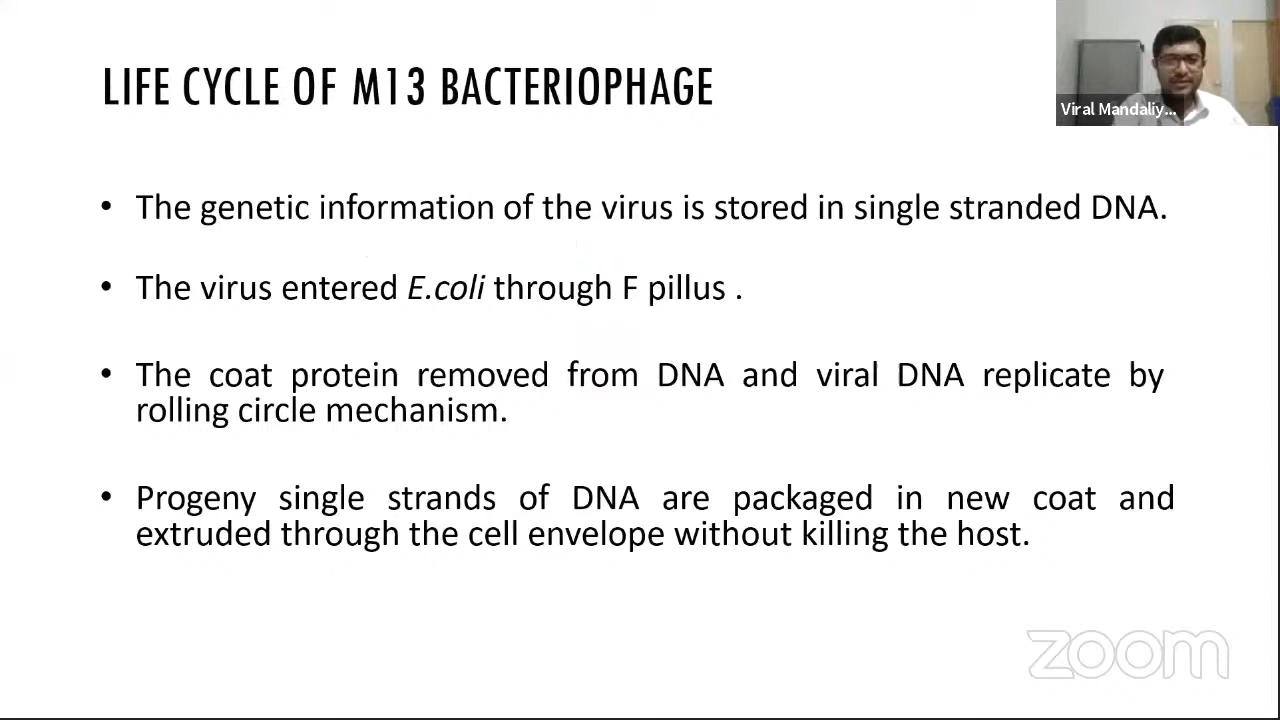 LIFE CYCLE OF M13 BACTERIOPHAGE
Viral Mandaliy...
• The genetic information of the virus is stored in single stranded DNA.
• The virus entered E.coli through F pillus .
• The coat protein removed from DNA and viral DNA replicate by
rolling circle mechanism.
• Progeny single strands of DNA are packaged in new coat and
extruded through the cell envelope without killing the host.
zoom